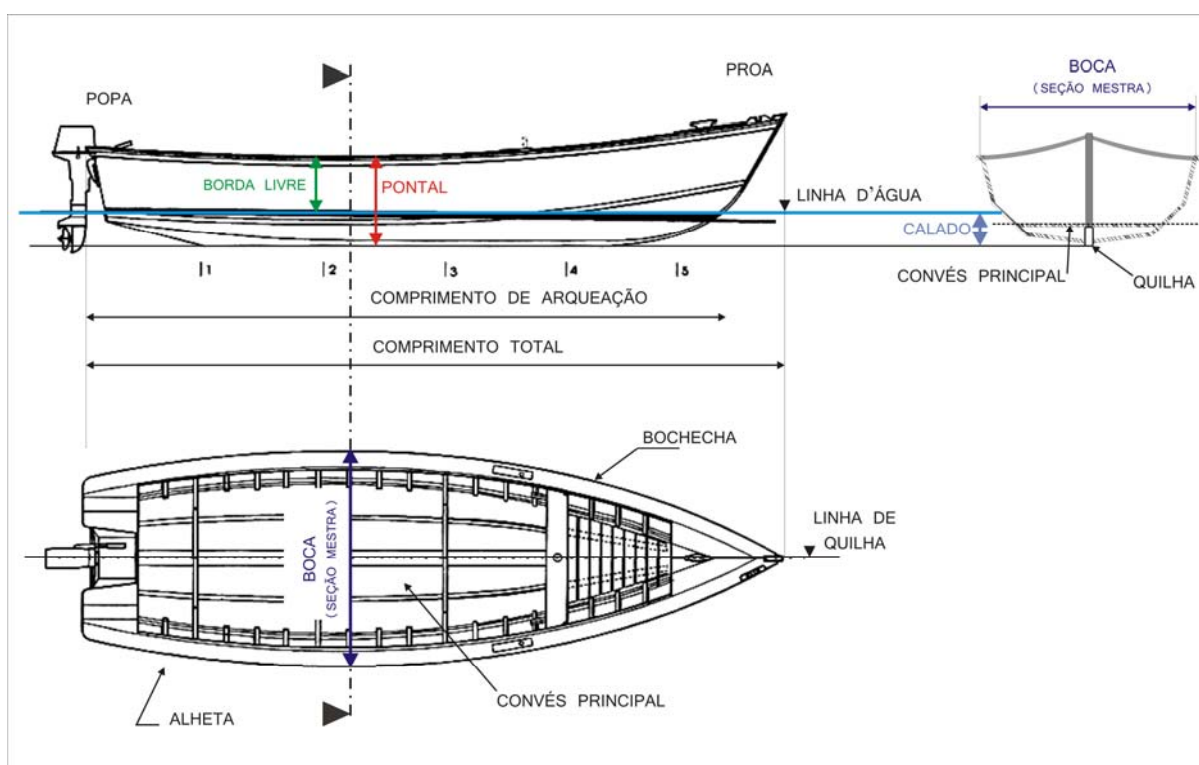 PROA
POPA
BOCA
(SEÇÃO MESTRA)
BORDA LIVRE
PONTAL
LINHA D'ÁGUA
CALADO
CONVÉS PRINCIPAL
QUILHA
1
2
3
4
5
COMPRIMENTO DE ARQUEAÇÃO
COMPRIMENTO TOTAL
BOCHECHA
LINHA DE
QUILHA
BOCA
(SEÇÃO MESTRA)
CONVÉS PRINCIPAL
ALHETA